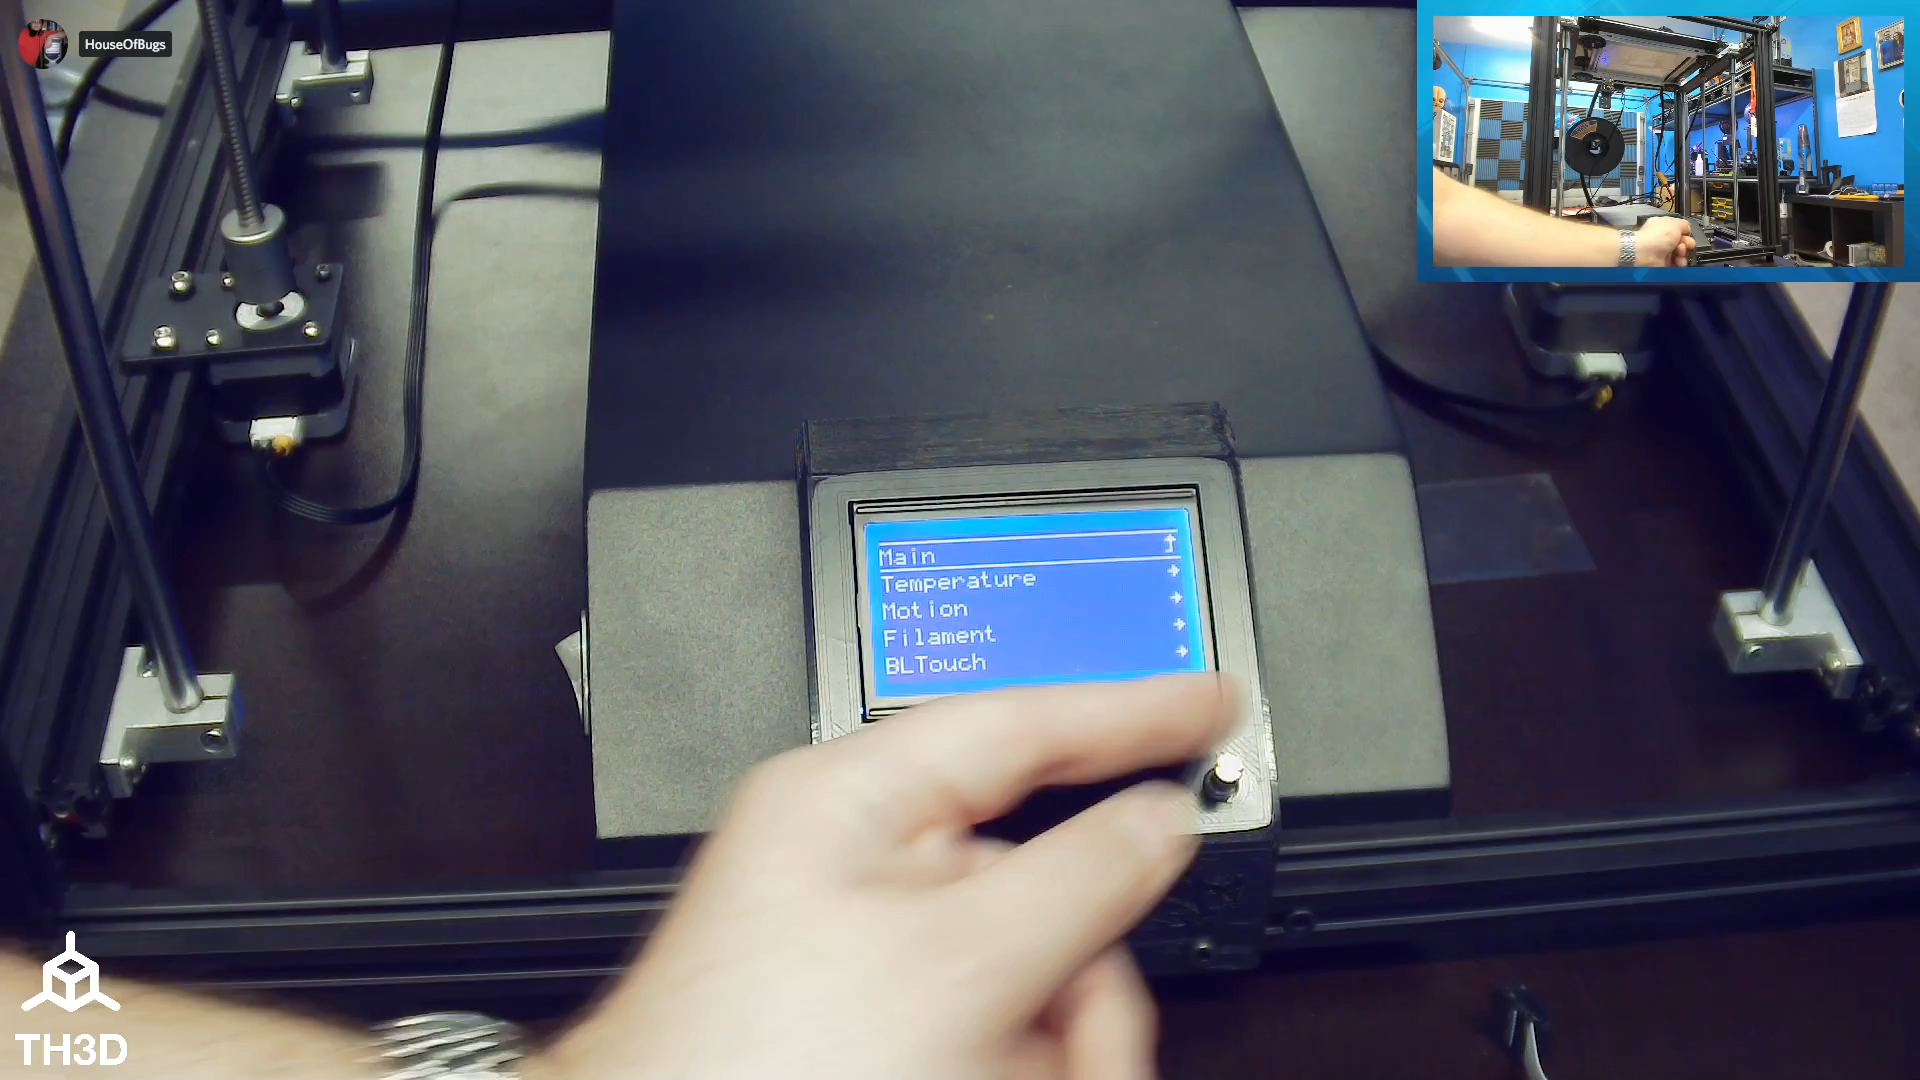 HouseOfBugs
Main
Temperature
Motion
Filament
BLTouch
TH3D